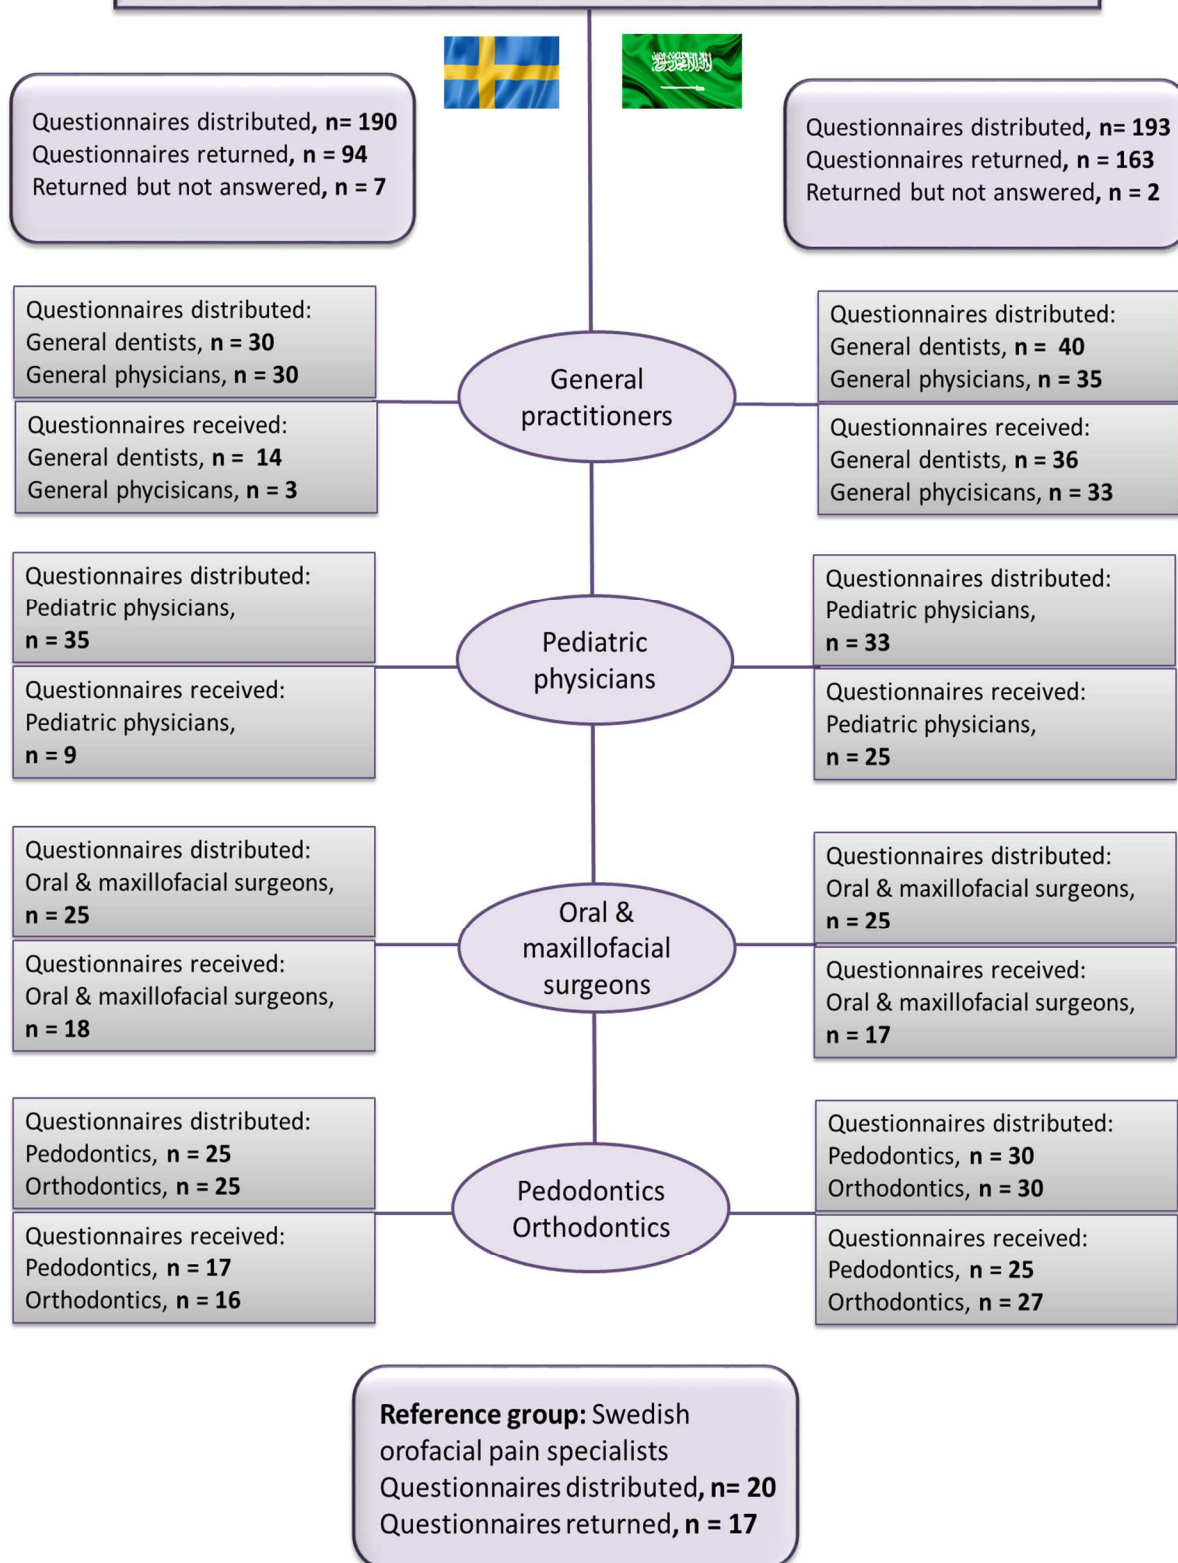 Questionnaires distributed, n= 190
Questionnaires returned, n = 94
Returned but not answered, n = 7
Questionnaires distributed, n= 193
Questionnaires returned, n = 163
Returned but not answered, n = 2
Questionnaires distributed:
General dentists, n = 30
General physicians, n = 30
Questionnaires received:
General dentists, n = 14
General phycisicans, n = 3
General
practitioners
Questionnaires distributed:
General dentists, n = 40
General physicians, n = 35
Questionnaires received:
General dentists, n = 36
General phycisicans, n = 33
Questionnaires distributed:
Pediatric physicians,
n = 35
Questionnaires received:
Pediatric physicians,
n = 9
Pediatric
physicians
Questionnaires distributed:
Pediatric physicians,
n = 33
Questionnaires received:
Pediatric physicians,
n = 25
Questionnaires distributed:
Oral & maxillofacial surgeons,
n = 25
Questionnaires received:
Oral & maxillofacial surgeons,
n = 18
Oral &
maxillofacial
surgeons
Questionnaires distributed:
Oral & maxillofacial surgeons,
n = 25
Questionnaires received:
Oral & maxillofacial surgeons,
n = 17
Questionnaires distributed:
Pedodontics, n = 25
Orthodontics, n = 25
Questionnaires received:
Pedodontics, n = 17
Orthodontics, n = 16
Pedodontics
Orthodontics
Questionnaires distributed:
Pedodontics, n = 30
Orthodontics, n = 30
Questionnaires received:
Pedodontics, n = 25
Orthodontics, n = 27
Reference group: Swedish
orofacial pain specialists
Questionnaires distributed, n= 20
Questionnaires returned, n = 17